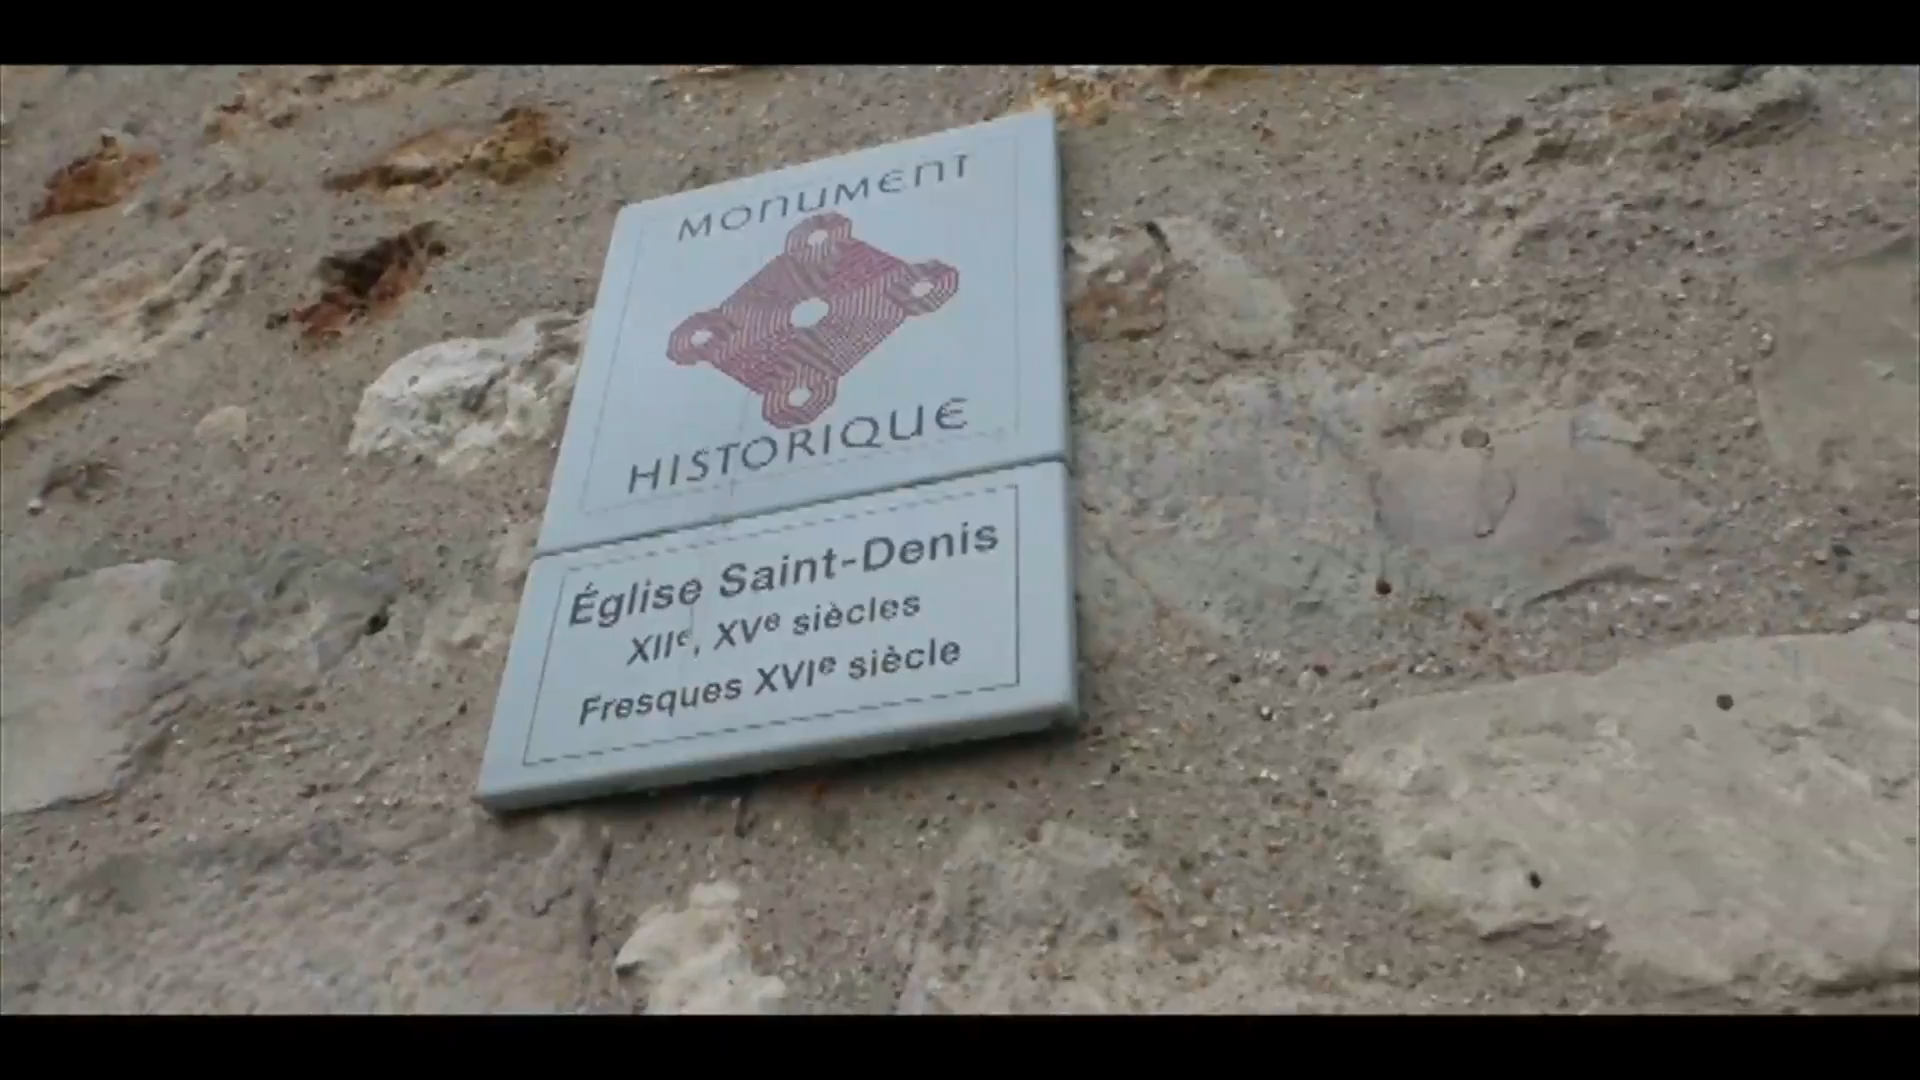 MONUMENT
HISTORIQUE
Église Saint-Denis
XIIe, XVe siècles
Fresques XVIe siècle